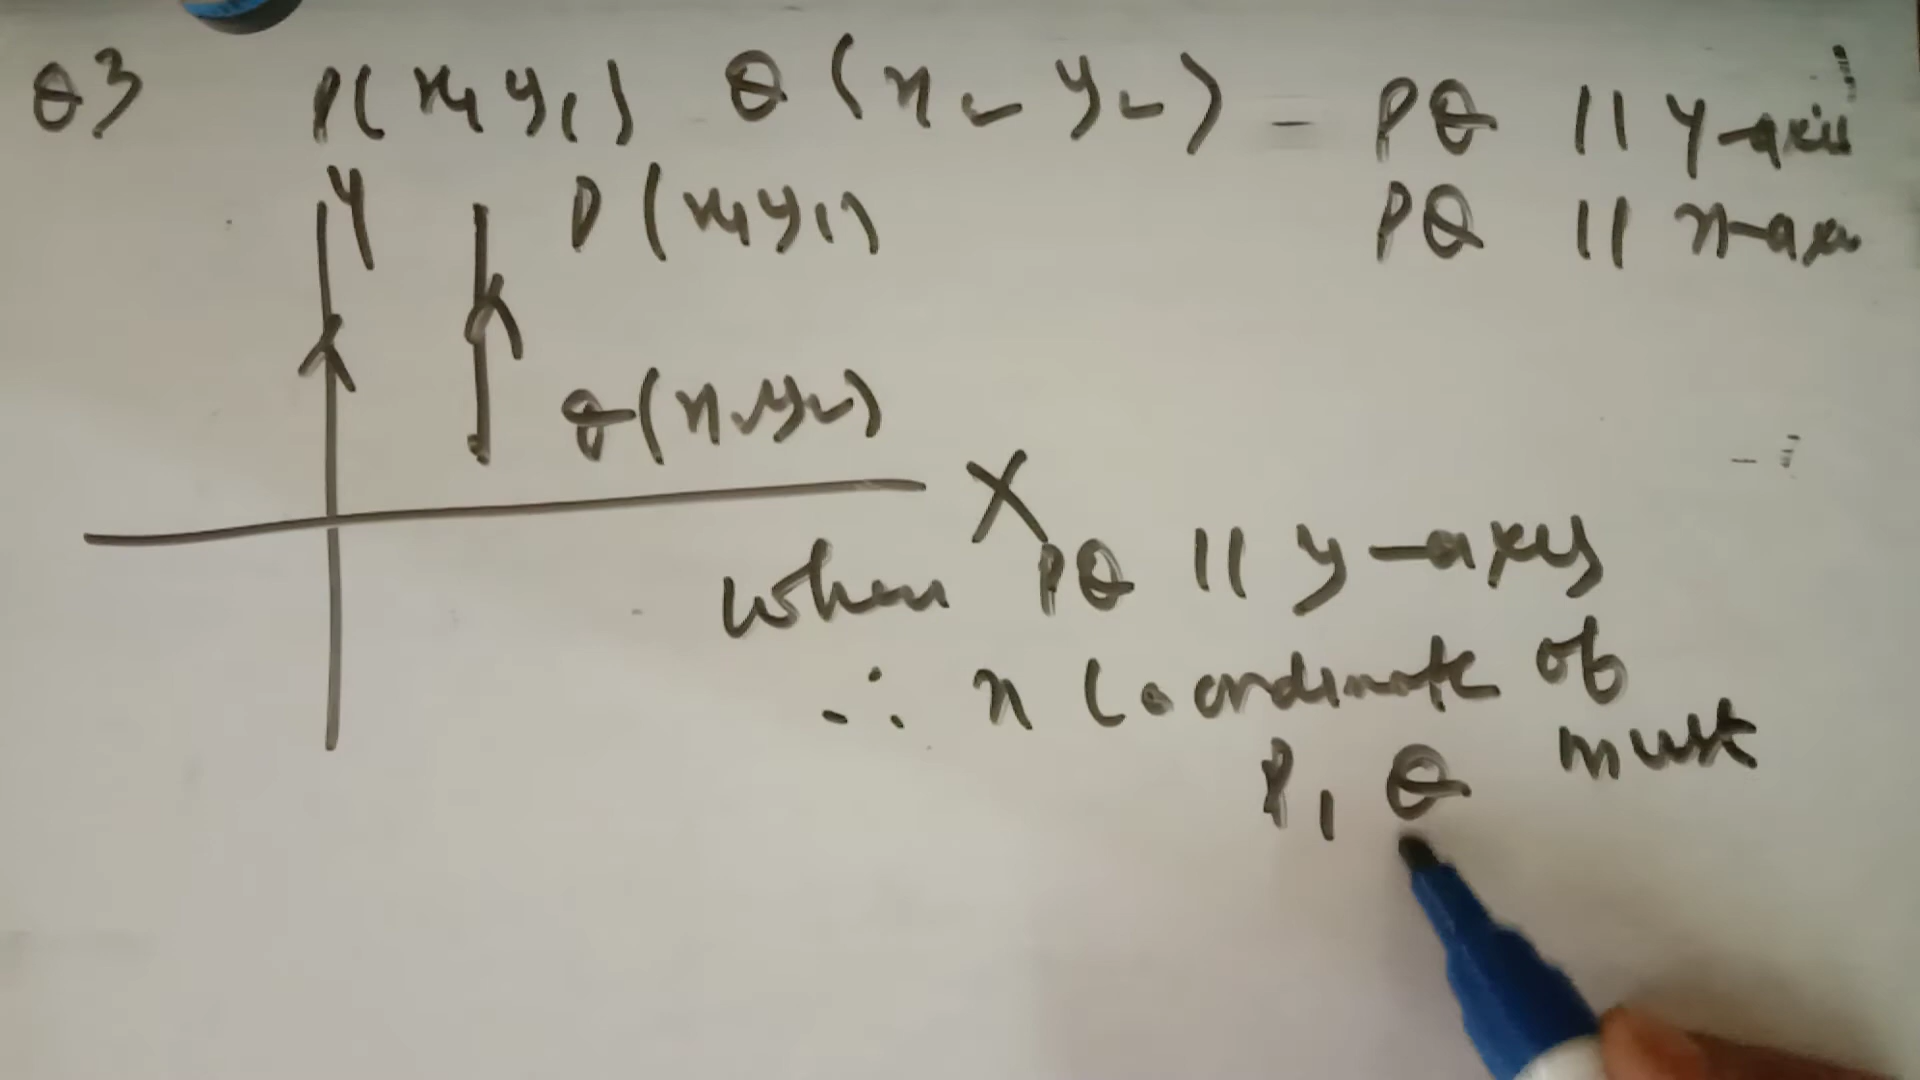 Q3 P(x₁ y₁) Q (x₂ y₂) - PQ || y-axis
PQ || x-axis
Y P (x₁ y₁)
Q (x₂ y₂)
X
when PQ || y-axis
∴ x coordinate of
P, Q must